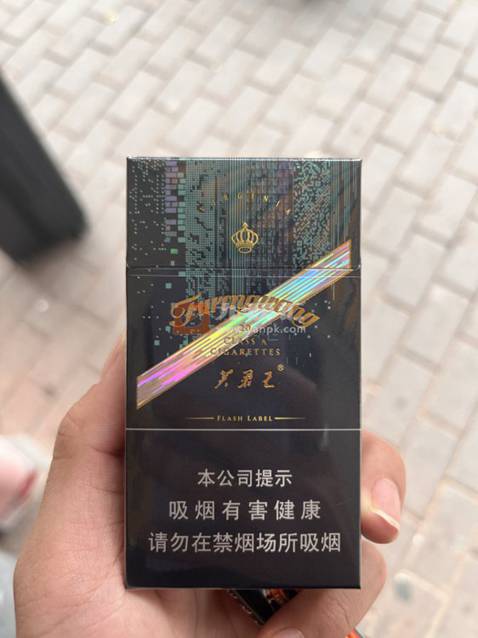 Furongwang
CLASS A
CIGARETTES
芙蓉王®
FLASH LABEL
本公司提示
吸烟有害健康
请勿在禁烟场所吸烟